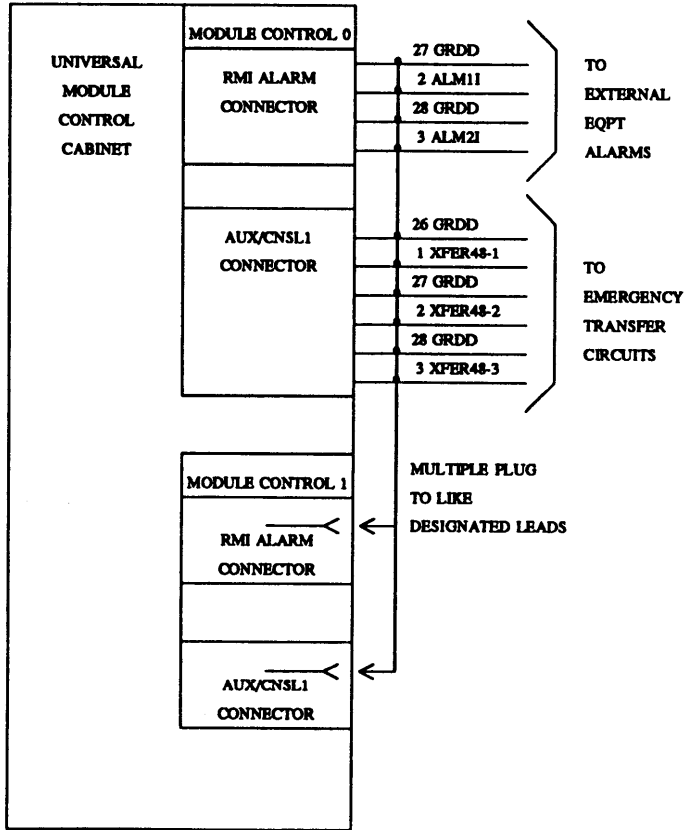 MODULE CONTROL 0
UNIVERSAL
MODULE
CONTROL
CABINET
RMI ALARM
CONNECTOR
27 GRDD
2 ALM1I
28 GRDD
3 ALM2I
TO
EXTERNAL
EQPT
ALARMS
AUX/CNSL1
CONNECTOR
26 GRDD
1 XFER48-1
27 GRDD
2 XFER48-2
28 GRDD
3 XFER48-3
TO
EMERGENCY
TRANSFER
CIRCUITS
MODULE CONTROL 1
RMI ALARM
CONNECTOR
AUX/CNSL1
CONNECTOR
MULTIPLE PLUG
TO LIKE
DESIGNATED LEADS